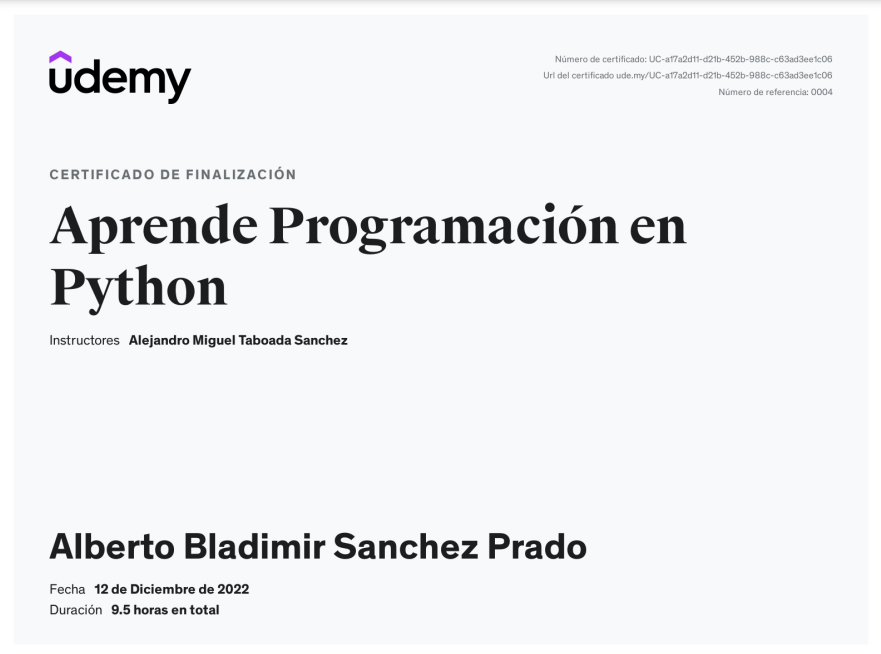 ûdemy
Número de certificado: UC-a17a2d11-d21b-452b-988c-c63ad3ee1c06
Url del certificado ude.my/UC-a17a2d11-d21b-452b-988c-c63ad3ee1c06
Número de referencia: 0004
CERTIFICADO DE FINALIZACIÓN
Aprende Programación en
Python
Instructores Alejandro Miguel Taboada Sanchez
Alberto Bladimir Sanchez Prado
Fecha 12 de Diciembre de 2022
Duración 9.5 horas en total